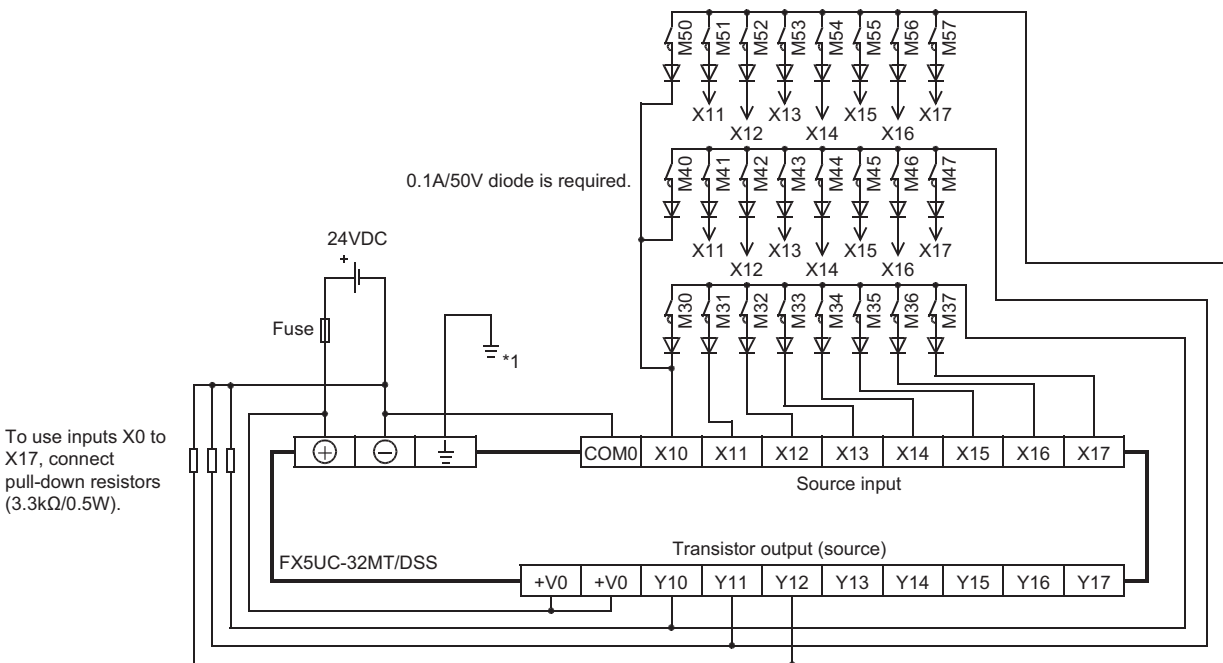 M50 M51 M52 M53 M54 M55 M56 M57
X11 X13 X15 X17
X12 X14 X16
M40 M41 M42 M43 M44 M45 M46 M47
0.1A/50V diode is required.
X11 X13 X15 X17
X12 X14 X16
24VDC
+
M30 M31 M32 M33 M34 M35 M36 M37
Fuse
*1
To use inputs X0 to
X17, connect
pull-down resistors
(3.3kΩ/0.5W).
+ − COM0 X10 X11 X12 X13 X14 X15 X16 X17
Source input
Transistor output (source)
FX5UC-32MT/DSS
+V0 +V0 Y10 Y11 Y12 Y13 Y14 Y15 Y16 Y17